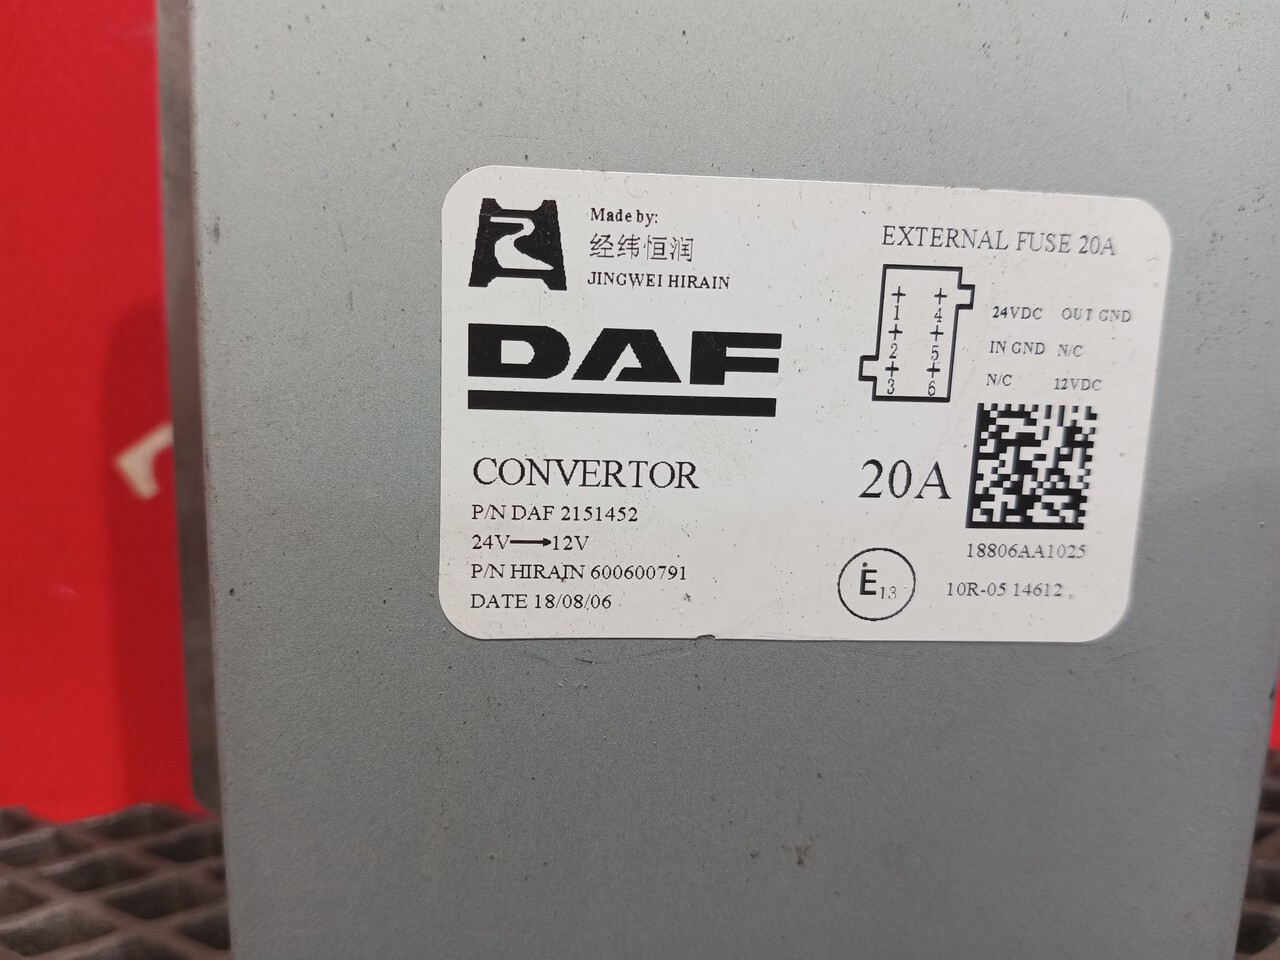 Made by:
经纬恒润
JINGWEI HIRAIN
DAF
CONVERTOR
P/N DAF 2151452
24V→12V
P/N HIRAIN 600600791
DATE 18/08/06
EXTERNAL FUSE 20A
1 4
2 5
3 6
24VDC OUT GND
IN GND N/C
N/C 12VDC
20A
18806AA1025
E13
10R-05 14612